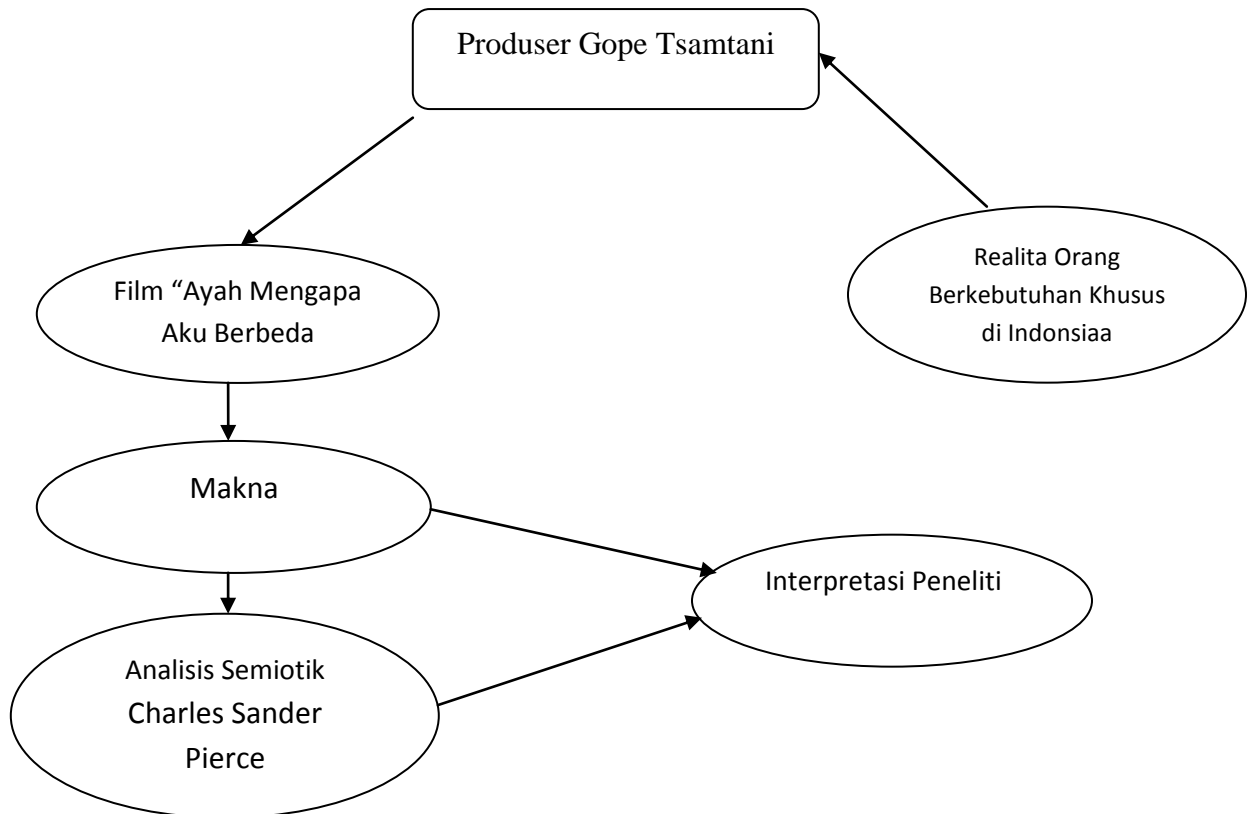 Produser Gope Tsamtani
Realita Orang
Berkebutuhan Khusus
di Indonsiaa
Film “Ayah Mengapa
Aku Berbeda
Makna
Interpretasi Peneliti
Analisis Semiotik
Charles Sander
Pierce